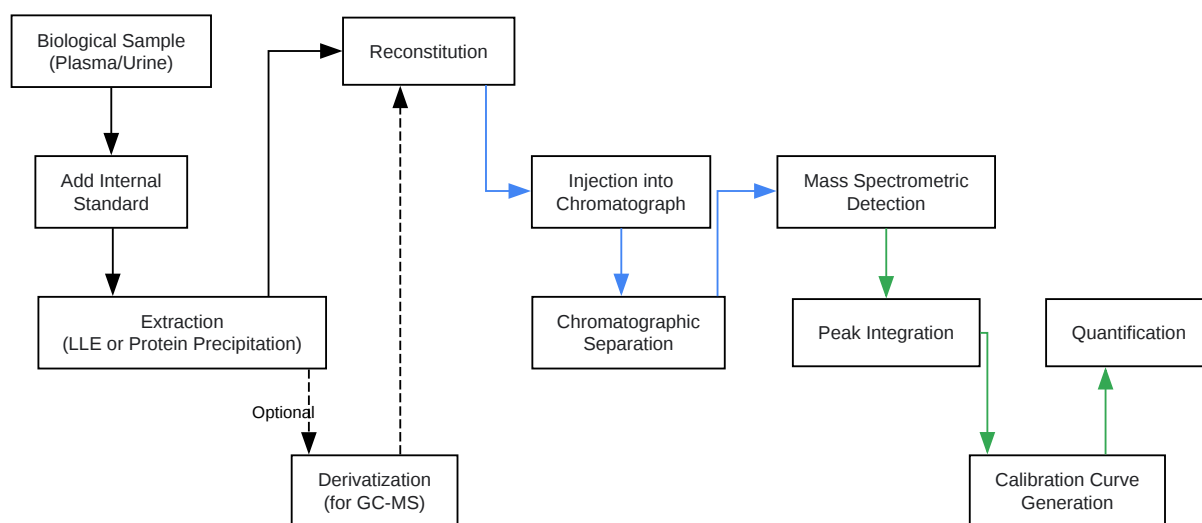 Biological Sample
(Plasma/Urine)
Add Internal
Standard
Extraction
(LLE or Protein Precipitation)
Optional
Derivatization
(for GC-MS)
Reconstitution
Injection into
Chromatograph
Chromatographic
Separation
Mass Spectrometric
Detection
Peak Integration
Calibration Curve
Generation
Quantification